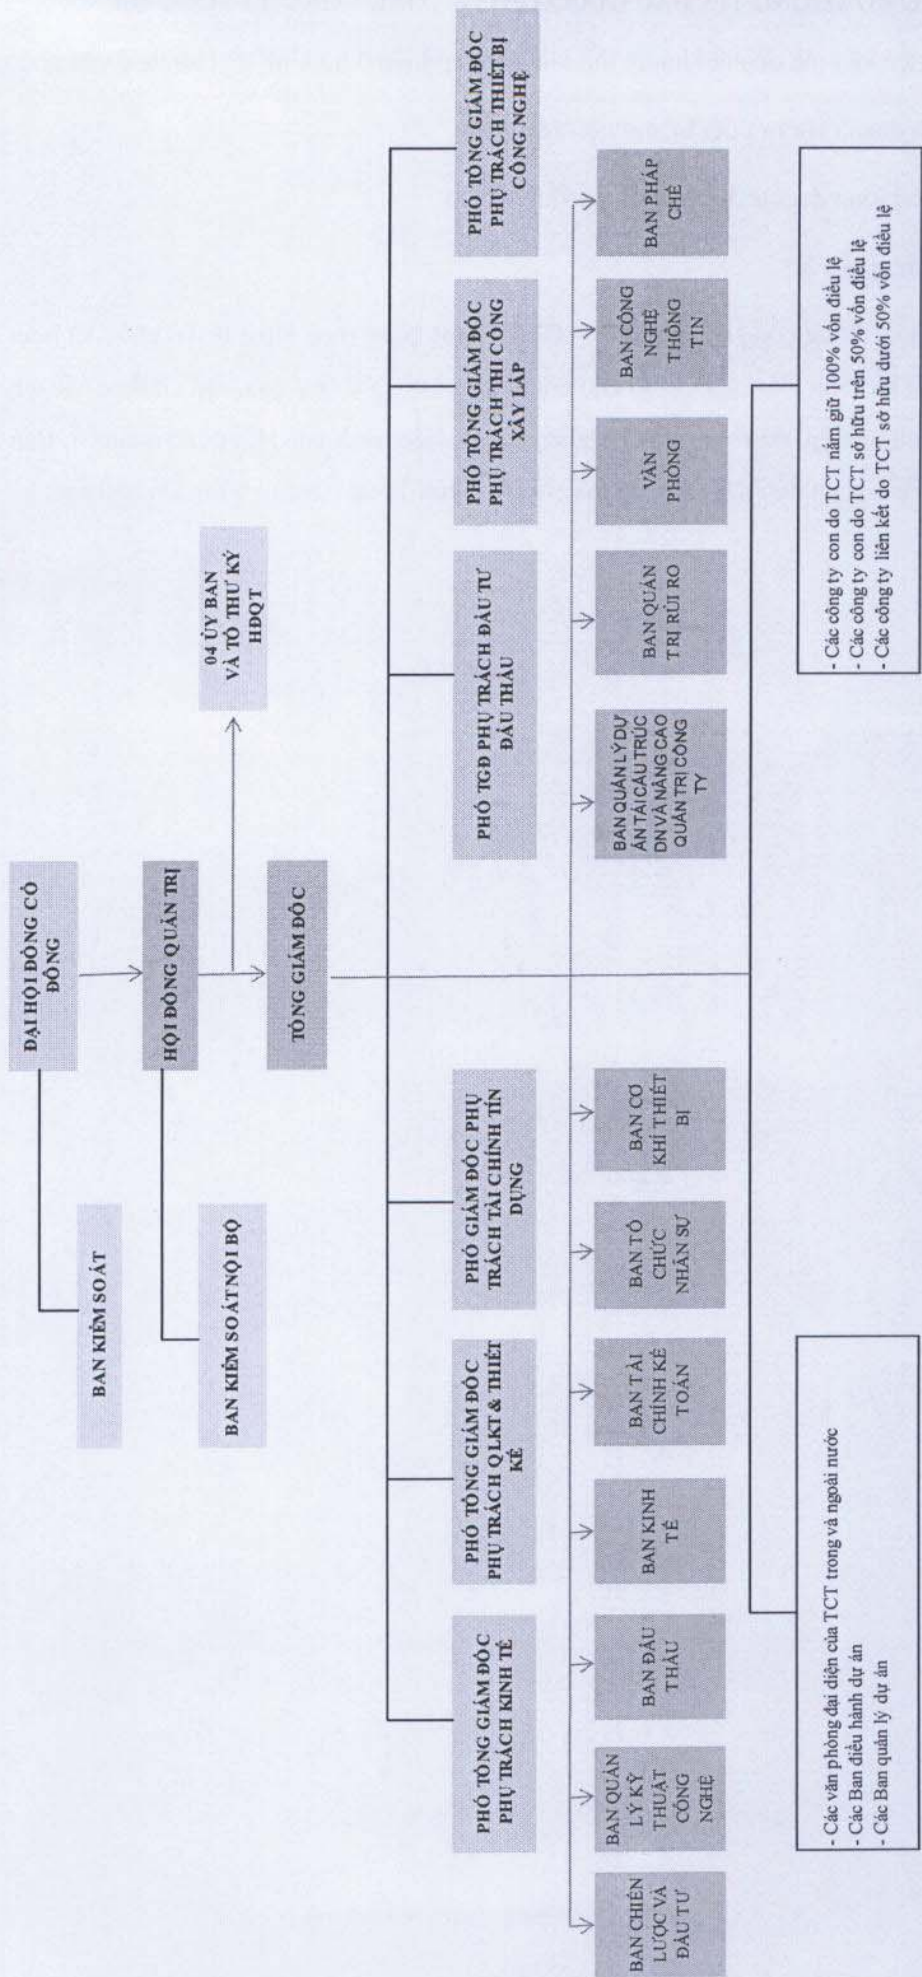 ĐẠI HỘI ĐỒNG CỔ
ĐÔNG
BAN KIỂM SOÁT
HỘI ĐỒNG QUẢN TRỊ
BAN KIỂM SOÁT NỘI BỘ
04 ỦY BAN
VÀ TỔ THƯ KÝ
HĐQT
TỔNG GIÁM ĐỐC
PHÓ TỔNG GIÁM ĐỐC
PHỤ TRÁCH KINH TẾ
PHÓ TỔNG GIÁM ĐỐC
PHỤ TRÁCH QLKT & THIẾT
KẾ
PHÓ GIÁM ĐỐC PHỤ
TRÁCH TÀI CHÍNH TÍN
DỤNG
PHÓ TGĐ PHỤ TRÁCH ĐẦU TƯ
ĐẤU THẦU
PHÓ TỔNG GIÁM ĐỐC
PHỤ TRÁCH THI CÔNG
XÂY LẮP
PHÓ TỔNG GIÁM ĐỐC
PHỤ TRÁCH THIẾT BỊ
CÔNG NGHỆ
BAN CHIẾN
LƯỢC VÀ
ĐẦU TƯ
BAN QUẢN
LÝ KỸ
THUẬT
CÔNG
NGHỆ
BAN ĐẤU
THẦU
BAN KINH
TẾ
BAN TÀI
CHÍNH KẾ
TOÁN
BAN TỔ
CHỨC
NHÂN SỰ
BAN CƠ
KHÍ THIẾT
BỊ
BAN QUẢN LÝ DỰ
ÁN TÁI CẤU TRÚC
DN VÀ NÂNG CAO
QUẢN TRỊ CÔNG
TY
BAN QUẢN
TRỊ RỦI RO
VĂN
PHÒNG
BAN CÔNG
NGHỆ
THÔNG
TIN
BAN PHÁP
CHẾ
- Các văn phòng đại diện của TCT trong và ngoài nước
- Các Ban điều hành dự án
- Các Ban quản lý dự án
- Các công ty con do TCT nắm giữ 100% vốn điều lệ
- Các công ty con do TCT sở hữu trên 50% vốn điều lệ
- Các công ty liên kết do TCT sở hữu dưới 50% vốn điều lệ